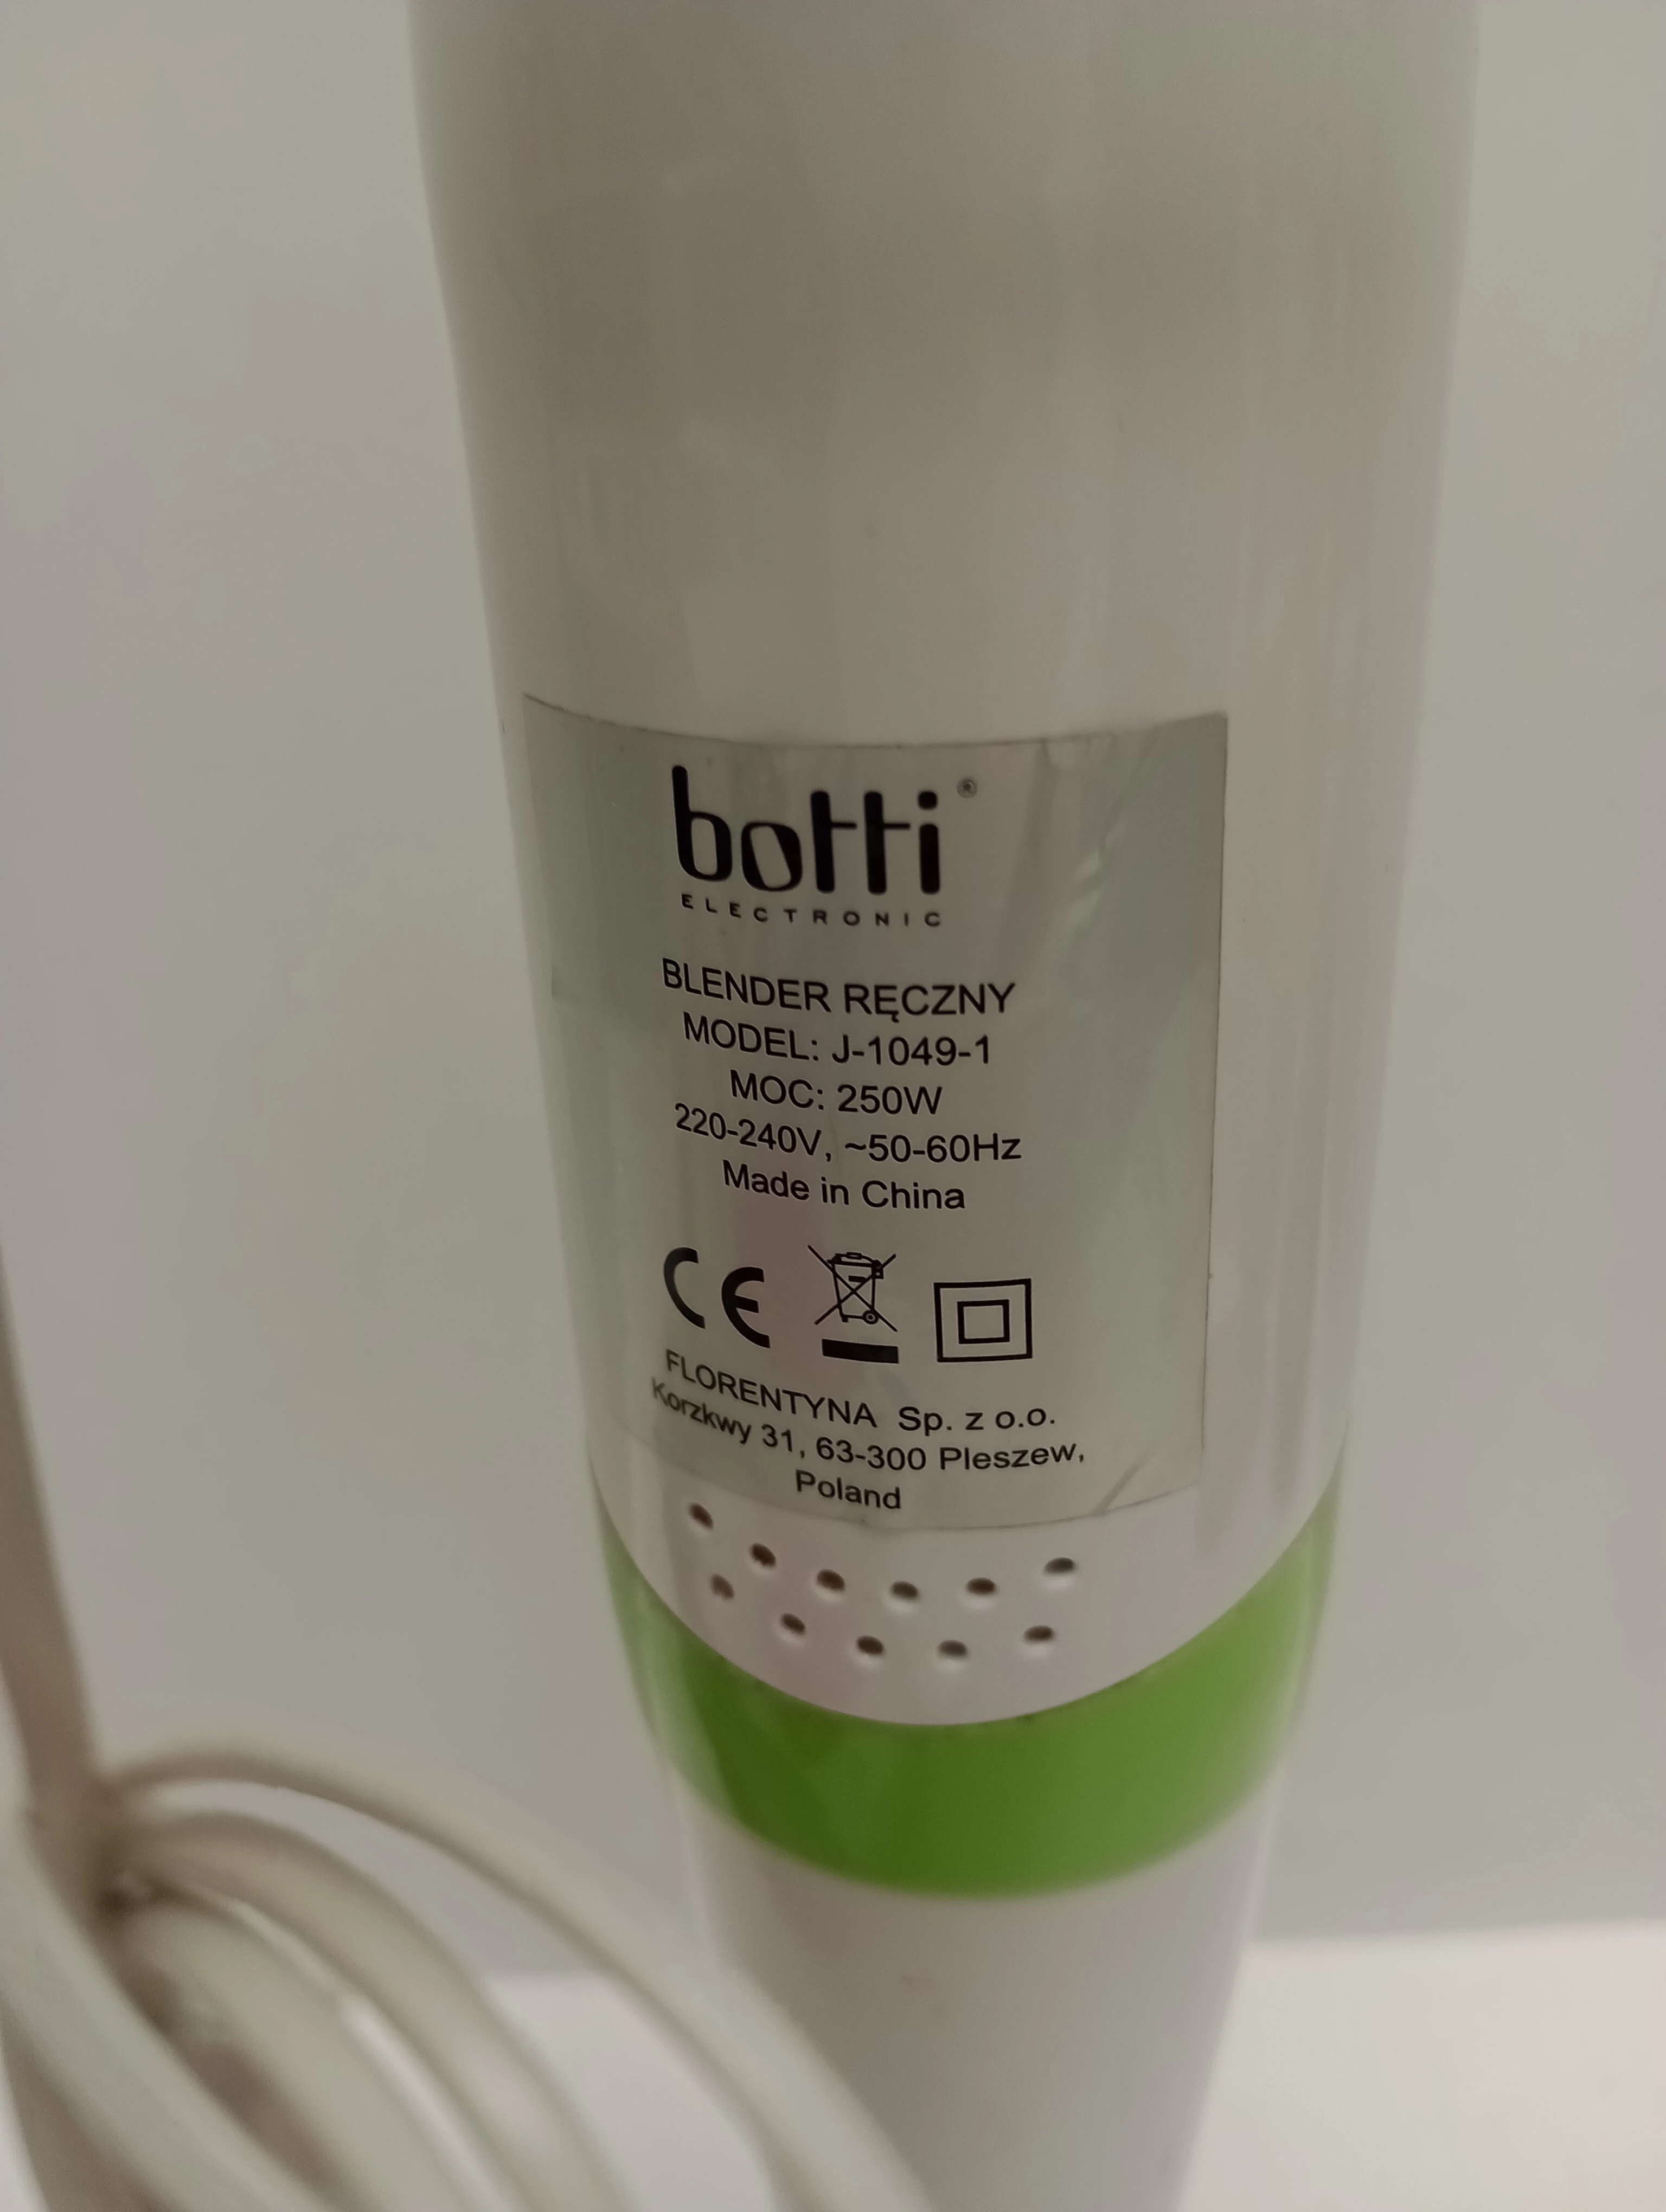 botti ®
ELECTRONIC
BLENDER RĘCZNY
MODEL: J-1049-1
MOC: 250W
220-240V, ~50-60Hz
Made in China
CE
FLORENTYNA Sp. z o.o.
Korzkwy 31, 63-300 Pleszew,
Poland